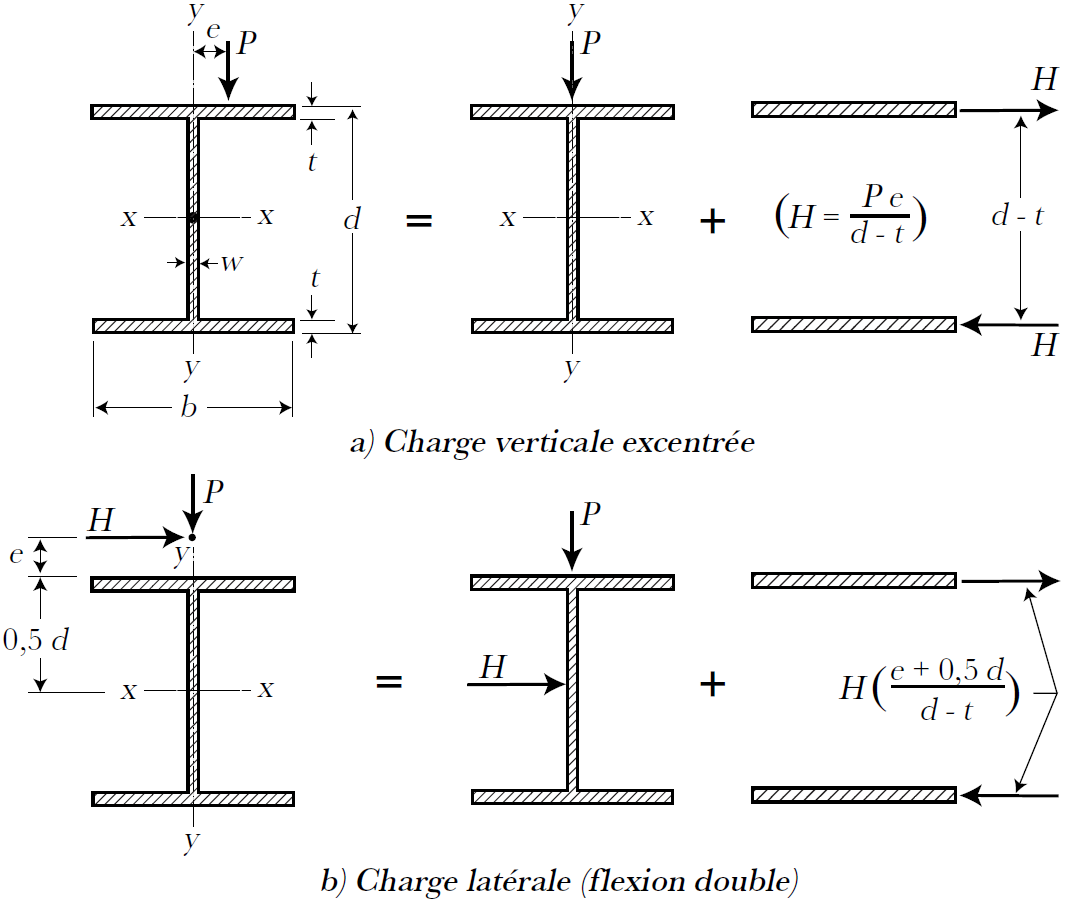 y
e
P
t
x
x
d
w
t
y
b
=
y
P
x
x
y
+
H
(H = P e / d - t)
d - t
H
a) Charge verticale excentrée
P
H
e
y
0,5 d
x
x
y
=
P
H
+
H (e + 0,5 d / d - t)
b) Charge latérale (flexion double)